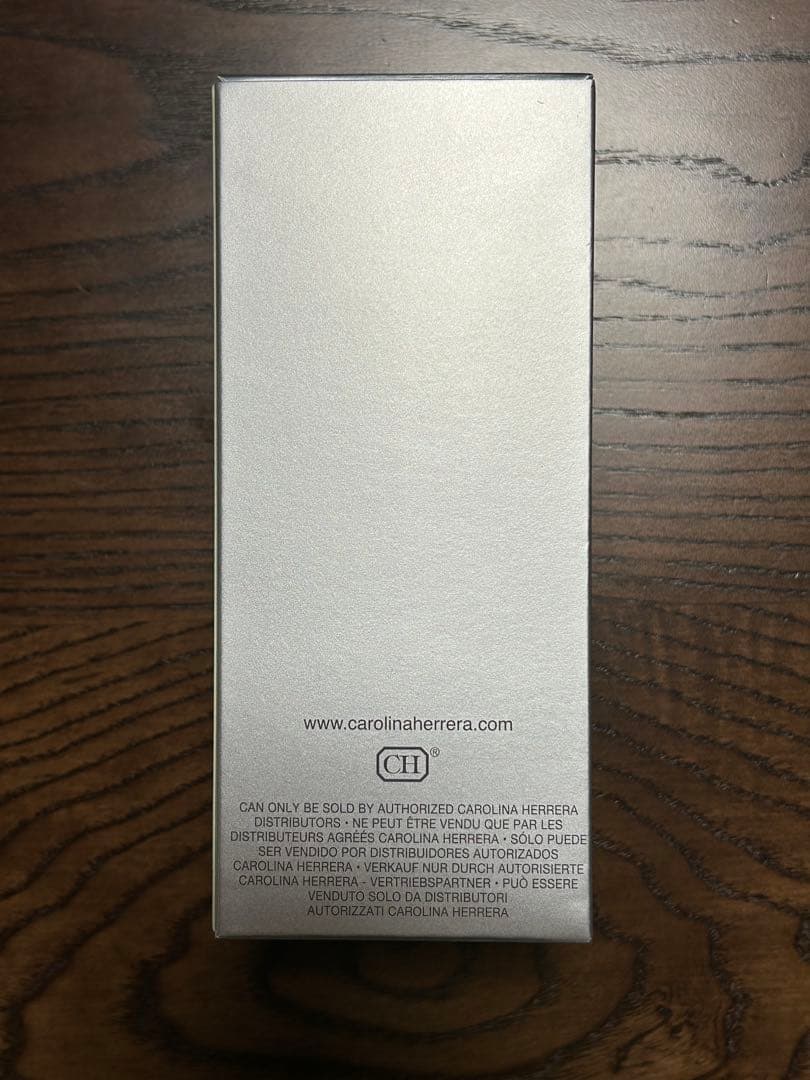 www.carolinaherrera.com
CH®
CAN ONLY BE SOLD BY AUTHORIZED CAROLINA HERRERA
DISTRIBUTORS • NE PEUT ÊTRE VENDU QUE PAR LES
DISTRIBUTEURS AGRÉÉS CAROLINA HERRERA • SÓLO PUEDE
SER VENDIDO POR DISTRIBUIDORES AUTORIZADOS
CAROLINA HERRERA • VERKAUF NUR DURCH AUTORISIERTE
CAROLINA HERRERA - VERTRIEBSPARTNER • PUÒ ESSERE
VENDUTO SOLO DA DISTRIBUTORI
AUTORIZZATI CAROLINA HERRERA